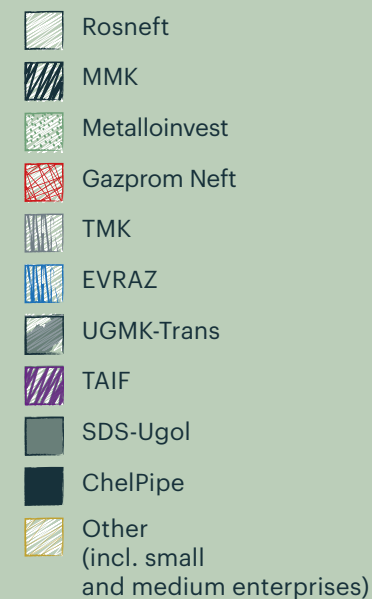 Rosneft
MMK
Metalloinvest
Gazprom Neft
TMK
EVRAZ
UGMK-Trans
TAIF
SDS-Ugol
ChelPipe
Other
(incl. small
and medium enterprises)